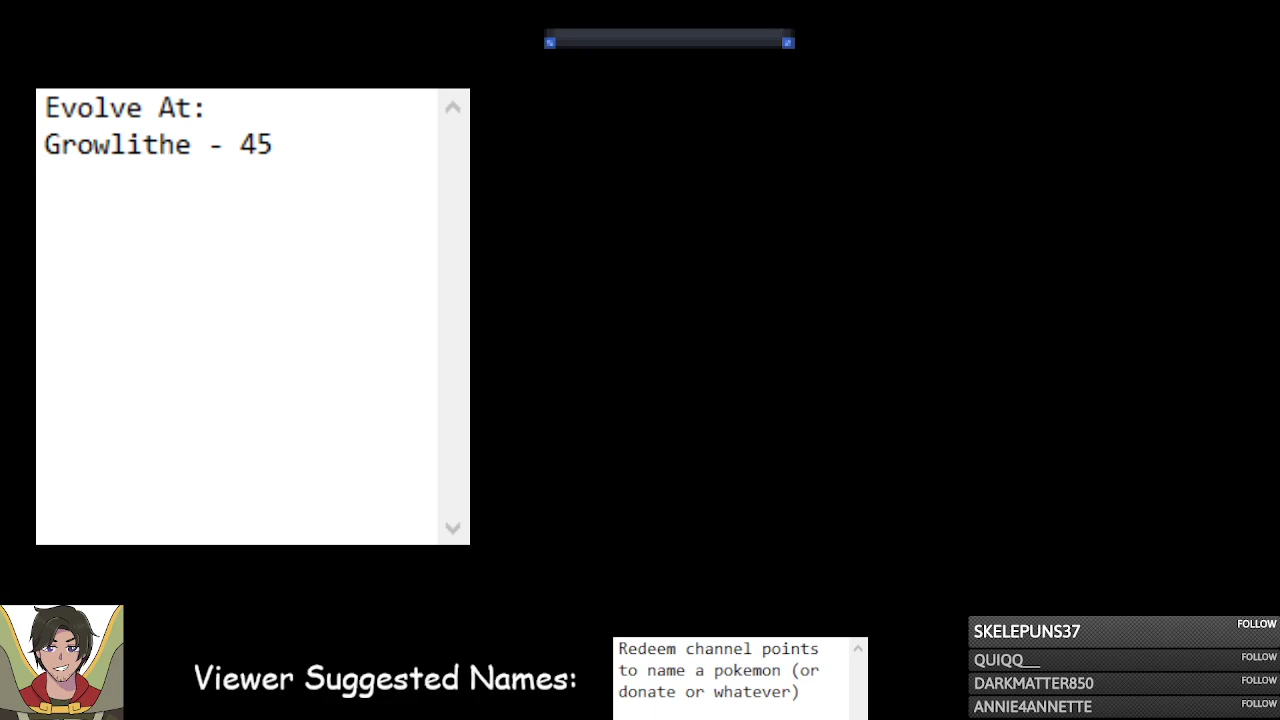 Evolve At:
Growlithe - 45
Viewer Suggested Names:
Redeem channel points
to name a pokemon (or
donate or whatever)
SKELEPUNS37 FOLLOW
QUIQQ__ FOLLOW
DARKMATTER850 FOLLOW
ANNIE4ANNETTE FOLLOW